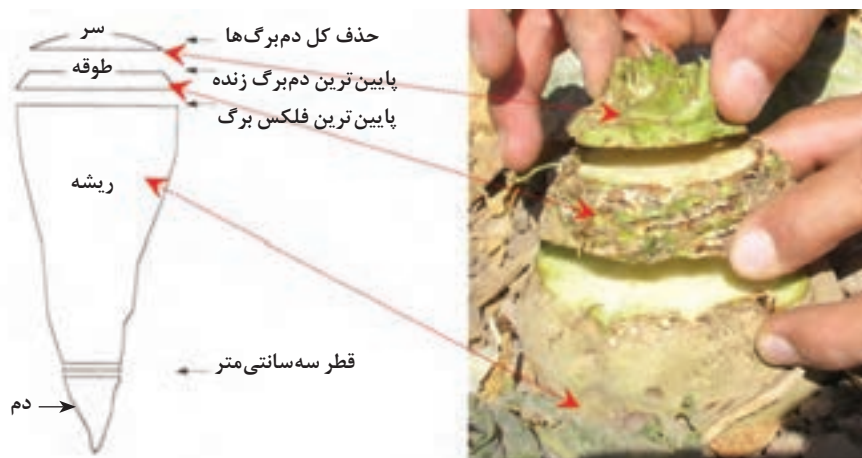 سر
حذف کل دم‌برگ‌ها
طوقه
پایین‌ترین دم‌برگ زنده
پایین‌ترین فلکس برگ
ریشه
قطر سه‌سانتی‌متر
دم